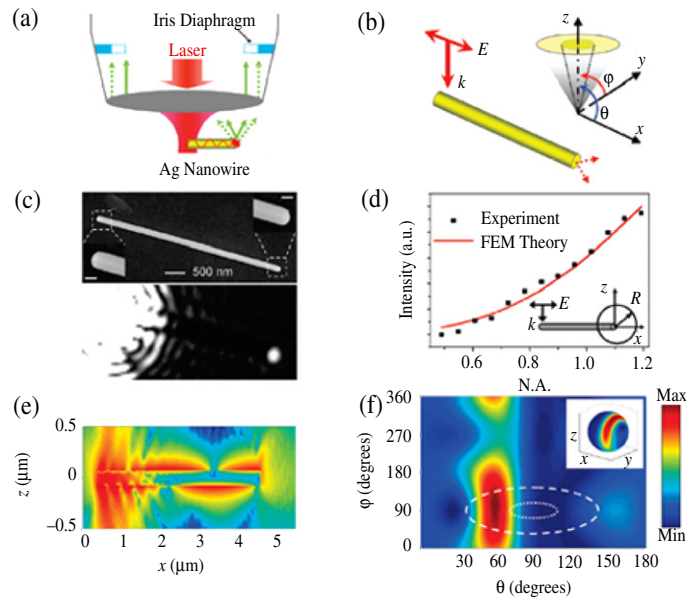 (a)
Iris Diaphragm
Laser
Ag Nanowire
(b)
E
k
z
y
φ
θ
x
(c)
500 nm
(d)
Intensity (a.u.)
Experiment
FEM Theory
E
k
z
R
x
0.6 0.8 1.0 1.2
N.A.
(e)
z (μm)
0.5
0
−0.5
0 1 2 3 4 5
x (μm)
(f)
φ (degrees)
360
270
180
90
0
30 60 90 120 150 180
θ (degrees)
z
x
y
Max
Min